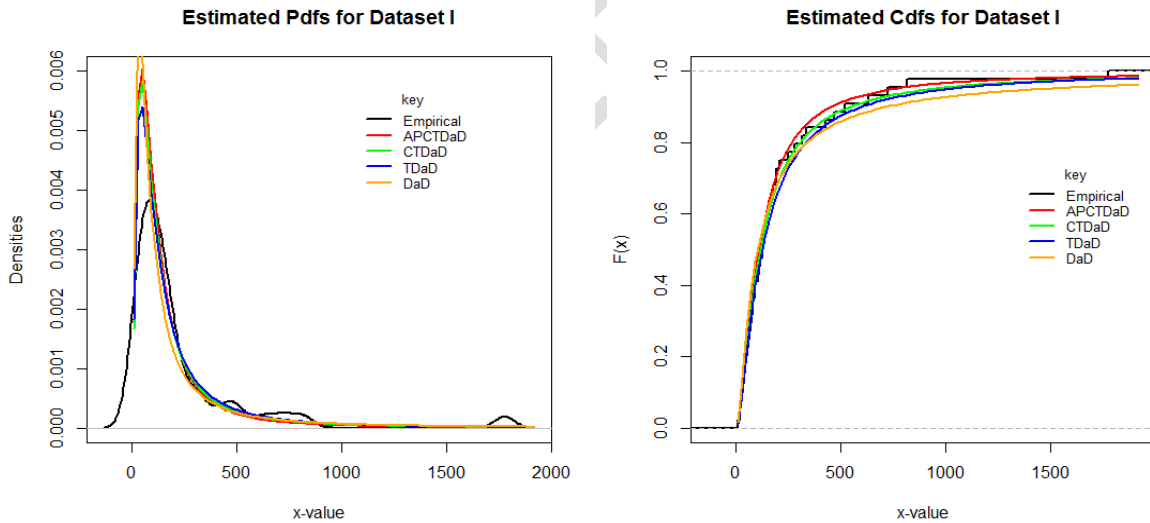 Estimated Pdfs for Dataset I
Densities
0.006
0.005
0.004
0.003
0.002
0.001
0.000
key
Empirical
APCTDaD
CTDaD
TDaD
DaD
0 500 1000 1500 2000
x-value
Estimated Cdfs for Dataset I
F(x)
1.0
0.8
0.6
0.4
0.2
0.0
key
Empirical
APCTDaD
CTDaD
TDaD
DaD
0 500 1000 1500
x-value